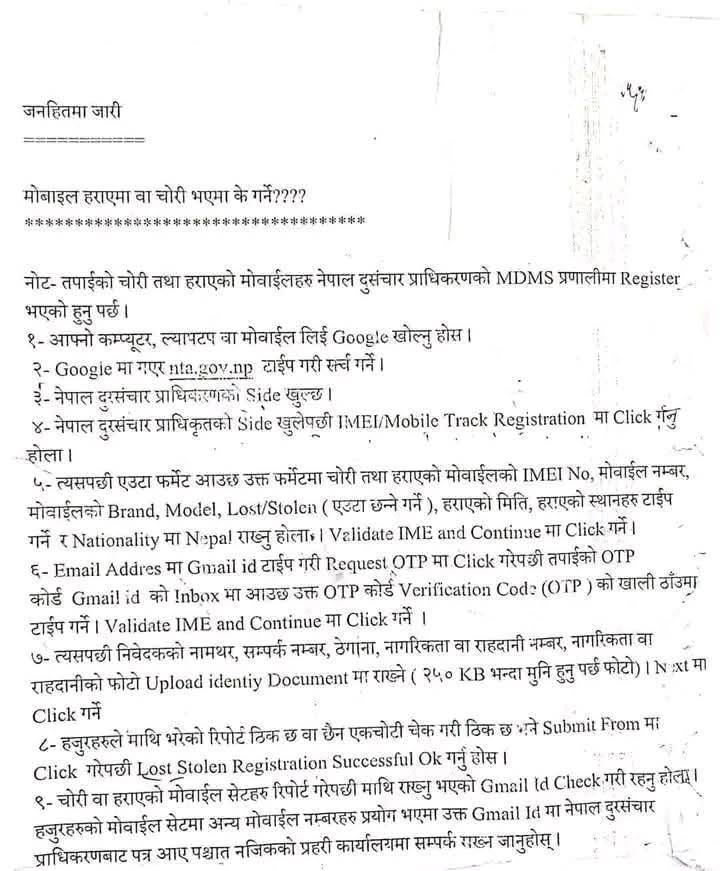 जनहितमा जारी
===========
मोबाइल हराएमा वा चोरी भएमा के गर्ने????
**********************************
नोट- तपाईको चोरी तथा हराएको मोवाईलहरु नेपाल दुसंचार प्राधिकरणको MDMS प्रणालीमा Register
भएको हुनु पर्छ।
१- आफ्नो कम्प्यूटर, ल्यापटप वा मोवाईल लिई Google खोल्नु होस।
२- Google मा गएर nta.gov.np टाईप गरी सर्च गर्ने।
३- नेपाल दुरसंचार प्राधिकरणको Side खुल्छ।
४- नेपाल दुरसंचार प्राधिकृतको Side खुलेपछी IMEI/Mobile Track Registration मा Click गर्नु
होला।
५- त्यसपछी एउटा फर्मेट आउछ उक्त फर्मेटमा चोरी तथा हराएको मोवाईलको IMEI No, मोवाईल नम्बर,
मोवाईलको Brand, Model, Lost/Stolen ( एउटा छन्ने गर्ने ), हराएको मिति, हराएको स्थानहरु टाईप
गर्ने र Nationality मा Nepal राख्नु होला। Validate IME and Continue मा Click गर्ने।
६- Email Addres मा Gmail id टाईप गरी Request OTP मा Click गरेपछी तपाईको OTP
कोर्ड Gmail id को Inbox मा आउछ उक्त OTP कोर्ड Verification Code (OTP ) को खाली ठाँउमा
टाईप गर्ने। Validate IME and Continue मा Click गर्ने ।
७- त्यसपछी निवेदकको नामथर, सम्पर्क नम्बर, ठेगाना, नागरिकता वा राहदानी नम्बर, नागरिकता वा
राहदानीको फोटो Upload identiy Document मा राख्ने ( २५० KB भन्दा मुनि हुनु पर्छ फोटो)। Next मा
Click गर्ने
८- हजुरहरुले माथि भरेको रिपोर्ट ठिक छ वा छैन एकचोटी चेक गरी ठिक छ भने Submit From मा
Click गरेपछी Lost Stolen Registration Successful Ok गर्नु होस।
९- चोरी वा हराएको मोवाईल सेटहरु रिपोर्ट गरेपछी माथि राख्नु भएको Gmail Id Check गरी रहनु होला।
हजुरहरुको मोवाईल सेटमा अन्य मोवाईल नम्बरहरु प्रयोग भएमा उक्त Gmail Id मा नेपाल दुरसंचार
प्राधिकरणबाट पत्र आए पश्चात नजिकको प्रहरी कार्यालयमा सम्पर्क राख्न जानुहोस्।